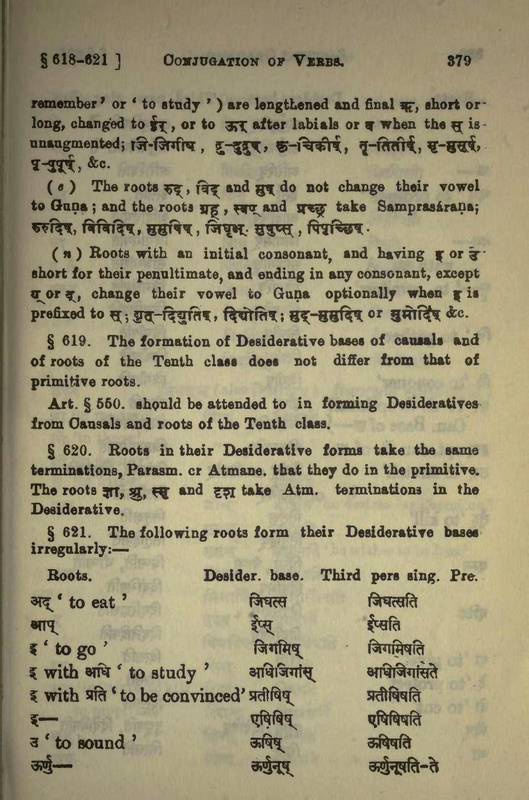 § 618-621 ] CONJUGATION OF VERBS. 379
remember' or ' to study ' ) are lengthened and final ऋ, short or
long, changed to ईर् , or to ऊर् after labials or व when the स् is
unaugmented; जि-जिगीष , दु-दुदूष्, कृ-चिकीर्ष्, तृ-तितीर्ष्, मृ-मुमूर्ष्,
पृ-पुपूर्ष् , &c.
( e ) The roots रुद् , विद् and मुष् do not change their vowel
to Guṇa ; and the roots ग्रह् , स्वप् and प्रच्छ् take Samprasáraṇa;
रुरुदिष्, विविदिष् , मुमुषिष् , जिघृक्ष्, सुषुप्स् , पिपृच्छिष् .
( n ) Roots with an initial consonant, and having इ or उ
short for their penultimate, and ending in any consonant, except
य् or व्, change their vowel to Guṇa optionally when इ is
prefixed to स् ; द्युत्-दिद्युतिष् , दिद्योतिष् ; मुद्-मुमुदिष् or मुमोदिष् &c.
§ 619. The formation of Desiderative bases of causals and
of roots of the Tenth class does not differ from that of
primitive roots.
Art. § 550. should be attended to in forming Desideratives
from Causals and roots of the Tenth class.
§ 620. Roots in their Desiderative forms take the same
terminations, Parasm. or Atmane. that they do in the primitive.
The roots ज्ञा, श्रु, स्मृ and दृश take Atm. terminations in the
Desiderative.
§ 621. The following roots form their Desiderative bases
irregularly:—
Roots. Desider. base. Third pers sing. Pre.
अद् ' to eat ' जिघत्स जिघत्सति
आप् ईप्स् ईप्सति
इ ' to go ' जिगमिष् जिगमिषति
इ with अधि ' to study ' अधिजिगांस् अधिजिगांसते
इ with प्रति ' to be convinced' प्रतीषिष् प्रतीषिषति
इ— एषिषिष् एषिषिषति
उ ' to sound ' ऊषिष् ऊषिषति
ऊर्णु— ऊर्णुनूष् ऊर्णुनूषति-ते